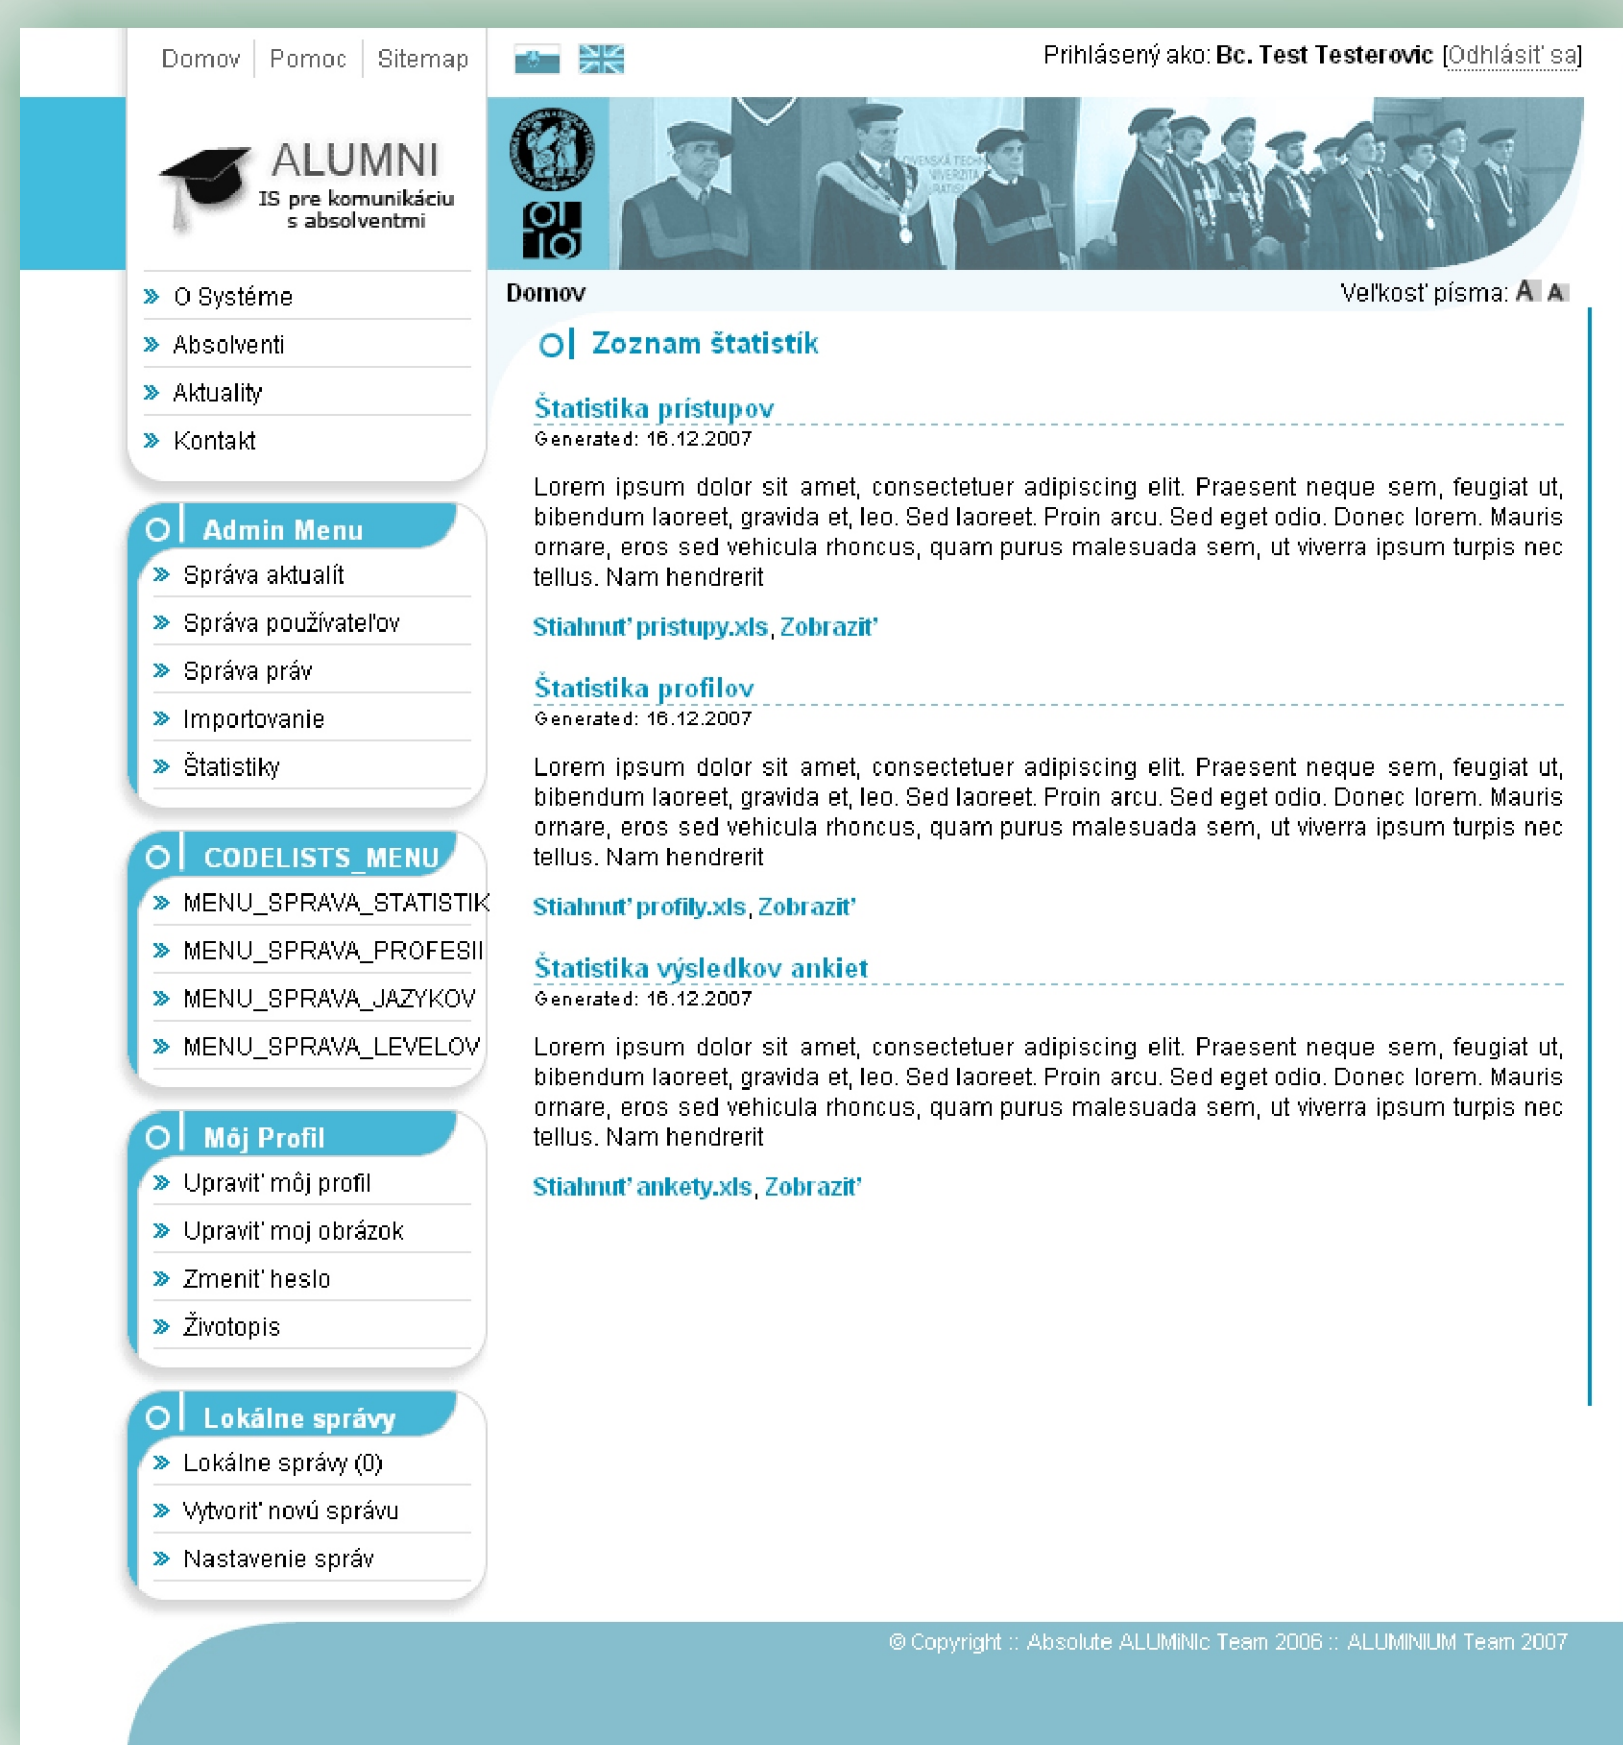 Domov Pomoc Sitemap
Prihlásený ako: Bc. Test Testerovic [Odhlásiť sa]
ALUMNI
IS pre komunikáciu
s absolventmi
O Systéme
Absolventi
Aktuality
Kontakt
Admin Menu
Správa aktualít
Správa používateľov
Správa práv
Importovanie
Štatistiky
CODELISTS_MENU
MENU_SPRAVA_STATISTIK
MENU_SPRAVA_PROFESII
MENU_SPRAVA_JAZYKOV
MENU_SPRAVA_LEVELOV
Môj Profil
Upraviť môj profil
Upraviť moj obrázok
Zmeniť heslo
Životopis
Lokálne správy
Lokálne správy (0)
Vytvoriť novú správu
Nastavenie správ
Domov
Veľkosť písma: A A
Zoznam štatistík
Štatistika prístupov
Generated: 16.12.2007
Lorem ipsum dolor sit amet, consectetuer adipiscing elit. Praesent neque sem, feugiat ut,
bibendum laoreet, gravida et, leo. Sed laoreet. Proin arcu. Sed eget odio. Donec lorem. Mauris
ornare, eros sed vehicula rhoncus, quam purus malesuada sem, ut viverra ipsum turpis nec
tellus. Nam hendrerit
Stiahnuť pristupy.xls, Zobraziť
Štatistika profilov
Generated: 16.12.2007
Lorem ipsum dolor sit amet, consectetuer adipiscing elit. Praesent neque sem, feugiat ut,
bibendum laoreet, gravida et, leo. Sed laoreet. Proin arcu. Sed eget odio. Donec lorem. Mauris
ornare, eros sed vehicula rhoncus, quam purus malesuada sem, ut viverra ipsum turpis nec
tellus. Nam hendrerit
Stiahnuť profily.xls, Zobraziť
Štatistika výsledkov ankiet
Generated: 16.12.2007
Lorem ipsum dolor sit amet, consectetuer adipiscing elit. Praesent neque sem, feugiat ut,
bibendum laoreet, gravida et, leo. Sed laoreet. Proin arcu. Sed eget odio. Donec lorem. Mauris
ornare, eros sed vehicula rhoncus, quam purus malesuada sem, ut viverra ipsum turpis nec
tellus. Nam hendrerit
Stiahnuť ankety.xls, Zobraziť
© Copyright :: Absolute ALUMiNIc Team 2006 :: ALUMINIUM Team 2007